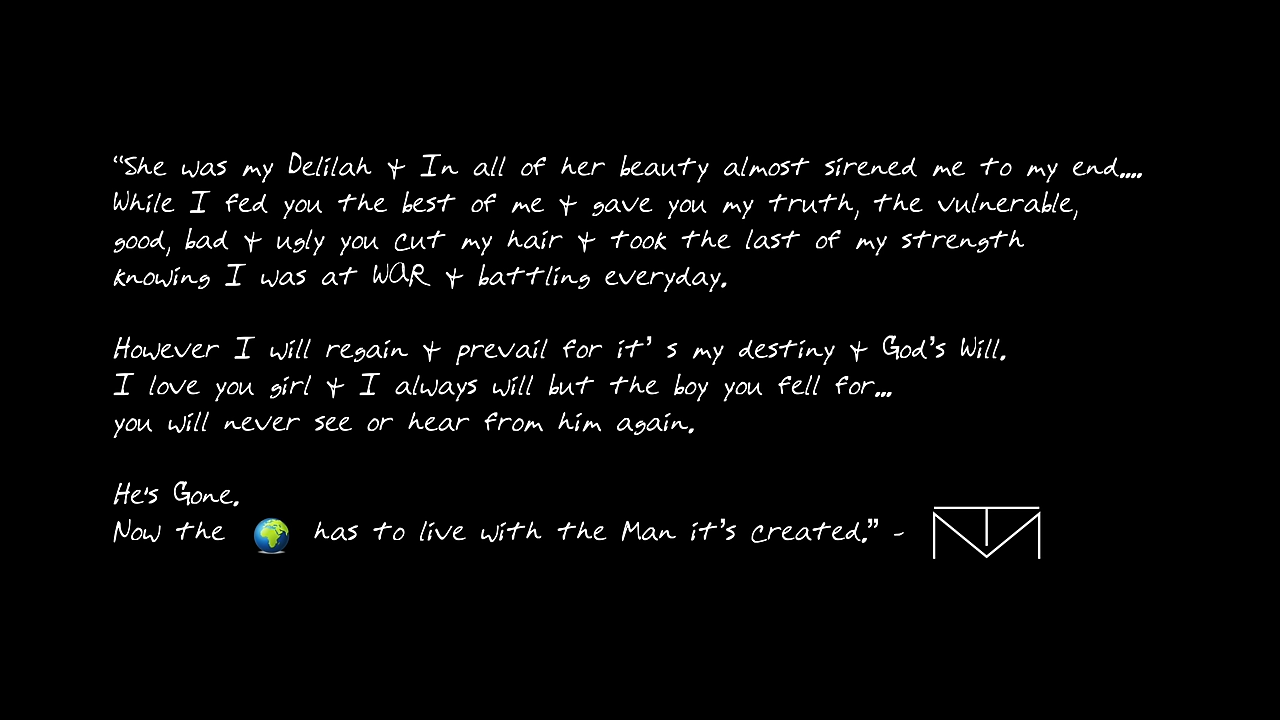 “She was my Delilah & In all of her beauty almost sirened me to my end....
While I fed you the best of me & gave you my truth, the vulnerable,
good, bad & ugly you cut my hair & took the last of my strength
knowing I was at WAR & battling everyday.
However I will regain & prevail for it’ s my destiny & God’s Will.
I love you girl & I always will but the boy you fell for...
you will never see or hear from him again.
He's Gone.
Now the 🌍 has to live with the Man it’s created.” -